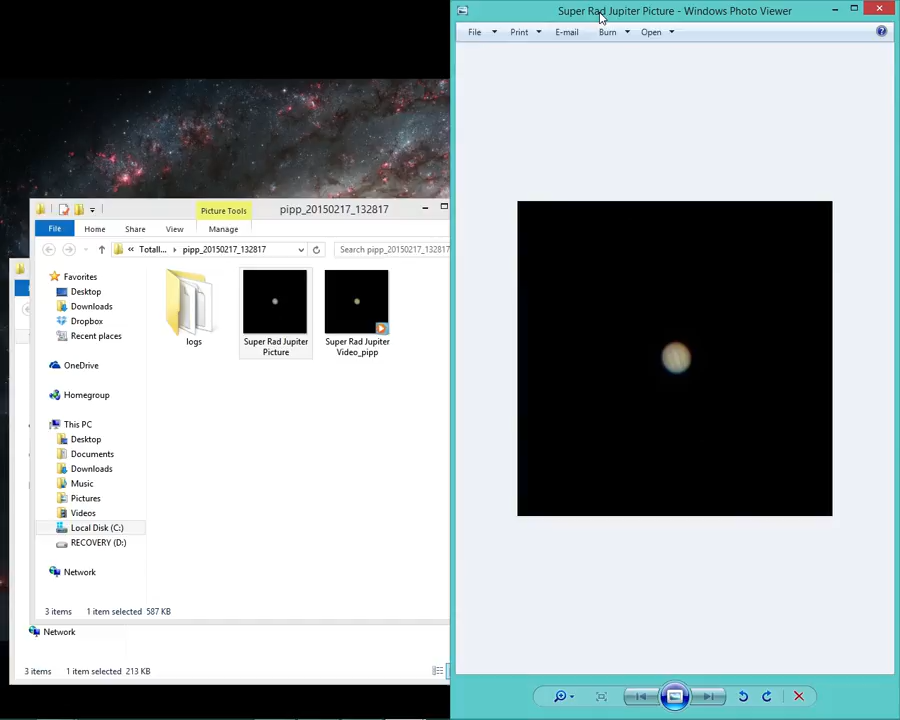 Super Rad Jupiter Picture - Windows Photo Viewer
File Print E-mail Burn Open
Picture Tools pipp_20150217_132817
File Home Share View Manage
« Totall... pipp_20150217_132817 Search pipp_20150217_132817
Favorites
Desktop
Downloads
Dropbox
Recent places
OneDrive
Homegroup
This PC
Desktop
Documents
Downloads
Music
Pictures
Videos
Local Disk (C:)
RECOVERY (D:)
Network
logs
Super Rad Jupiter
Picture
Super Rad Jupiter
Video_pipp
3 items 1 item selected 587 KB
Network
3 items 1 item selected 213 KB